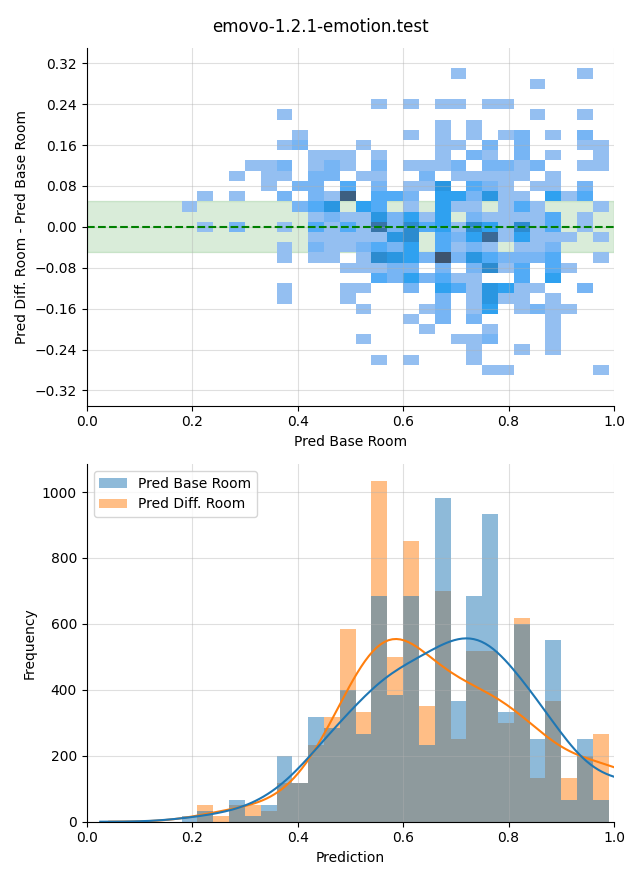 emovo-1.2.1-emotion.test
0.32
0.24
0.16
0.08
0.00
−0.08
−0.16
−0.24
−0.32
Pred Diff. Room - Pred Base Room
0.0 0.2 0.4 0.6 0.8 1.0
Pred Base Room
Pred Base Room
Pred Diff. Room
1000
800
600
400
200
0
Frequency
0.0 0.2 0.4 0.6 0.8 1.0
Prediction